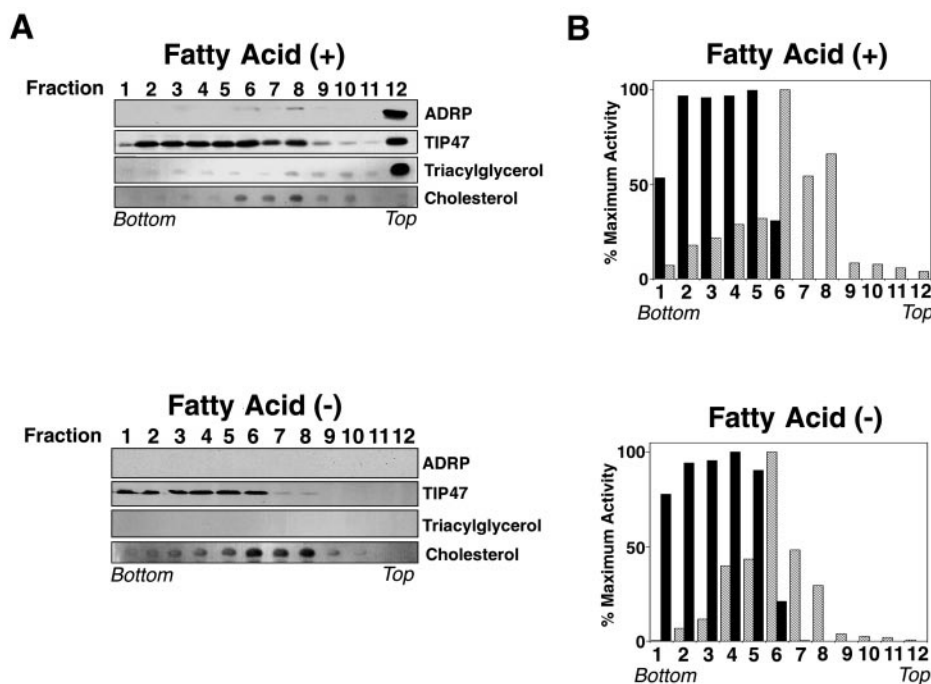 A
Fatty Acid (+)
Fraction 1 2 3 4 5 6 7 8 9 10 11 12
ADRP
TIP47
Triacylglycerol
Cholesterol
Bottom Top
B
Fatty Acid (+)
% Maximum Activity
100
50
0
1 2 3 4 5 6 7 8 9 10 11 12
Bottom Top
Fatty Acid (-)
Fraction 1 2 3 4 5 6 7 8 9 10 11 12
ADRP
TIP47
Triacylglycerol
Cholesterol
Bottom Top
Fatty Acid (-)
% Maximum Activity
100
50
0
1 2 3 4 5 6 7 8 9 10 11 12
Bottom Top